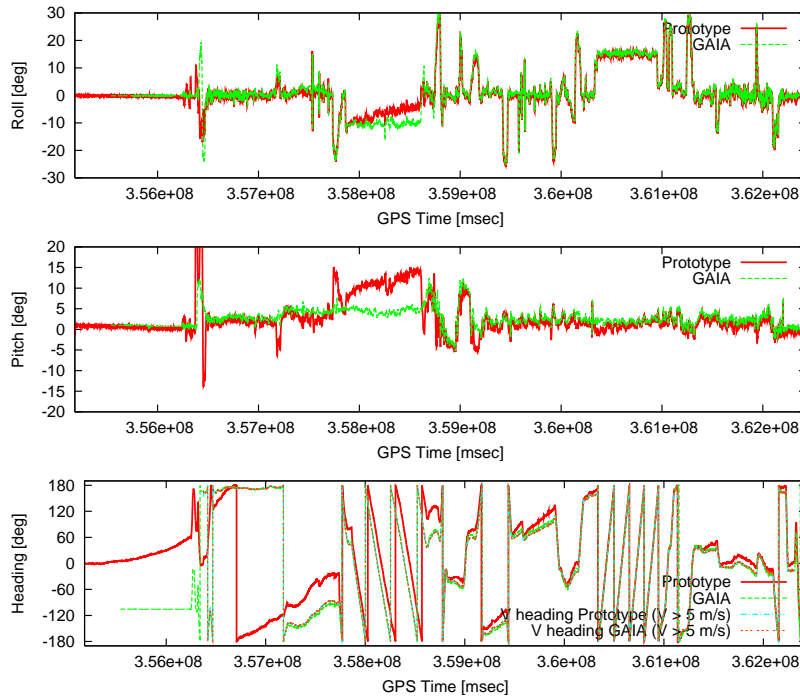 30
20
10
0
-10
-20
-30
Roll [deg]
Prototype
GAIA
3.56e+08 3.57e+08 3.58e+08 3.59e+08 3.6e+08 3.61e+08 3.62e+08
GPS Time [msec]
20
15
10
5
0
-5
-10
-15
-20
Pitch [deg]
Prototype
GAIA
3.56e+08 3.57e+08 3.58e+08 3.59e+08 3.6e+08 3.61e+08 3.62e+08
GPS Time [msec]
180
120
60
0
-60
-120
-180
Heading [deg]
Prototype
GAIA
V heading Prototype (V > 5 m/s)
V heading GAIA (V > 5 m/s)
3.56e+08 3.57e+08 3.58e+08 3.59e+08 3.6e+08 3.61e+08 3.62e+08
GPS Time [msec]